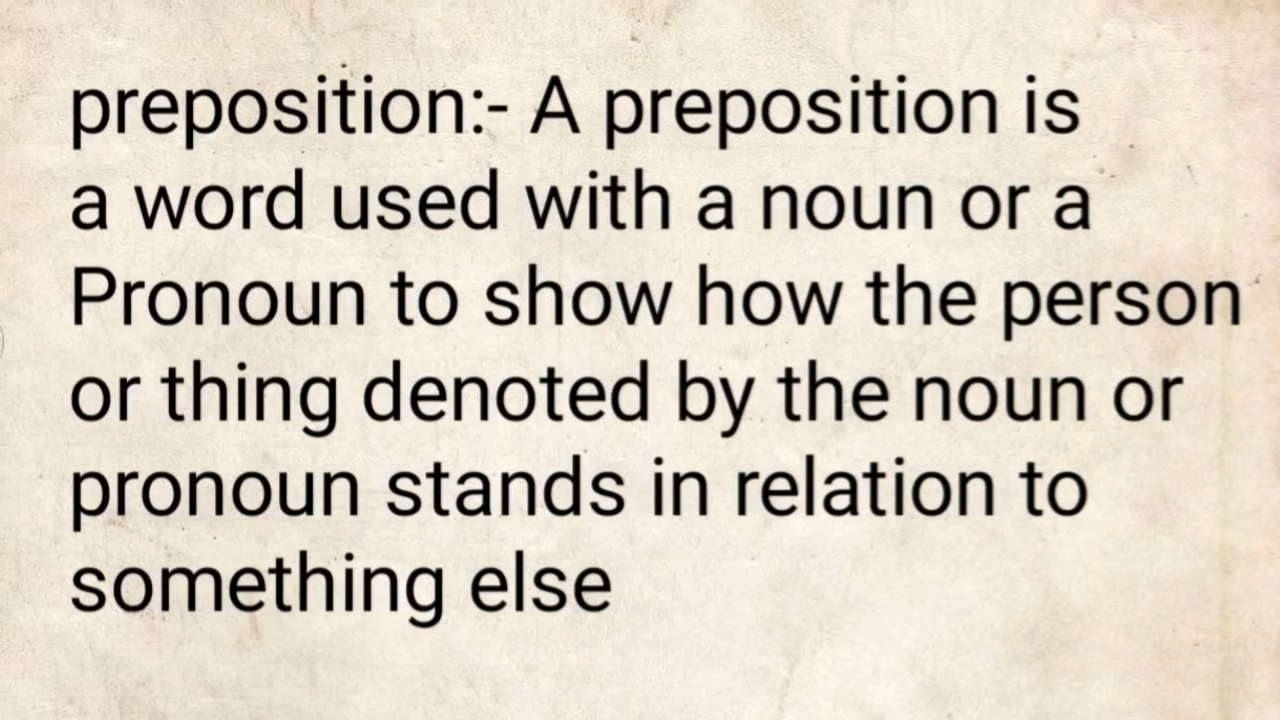 preposition:- A preposition is
a word used with a noun or a
Pronoun to show how the person
or thing denoted by the noun or
pronoun stands in relation to
something else